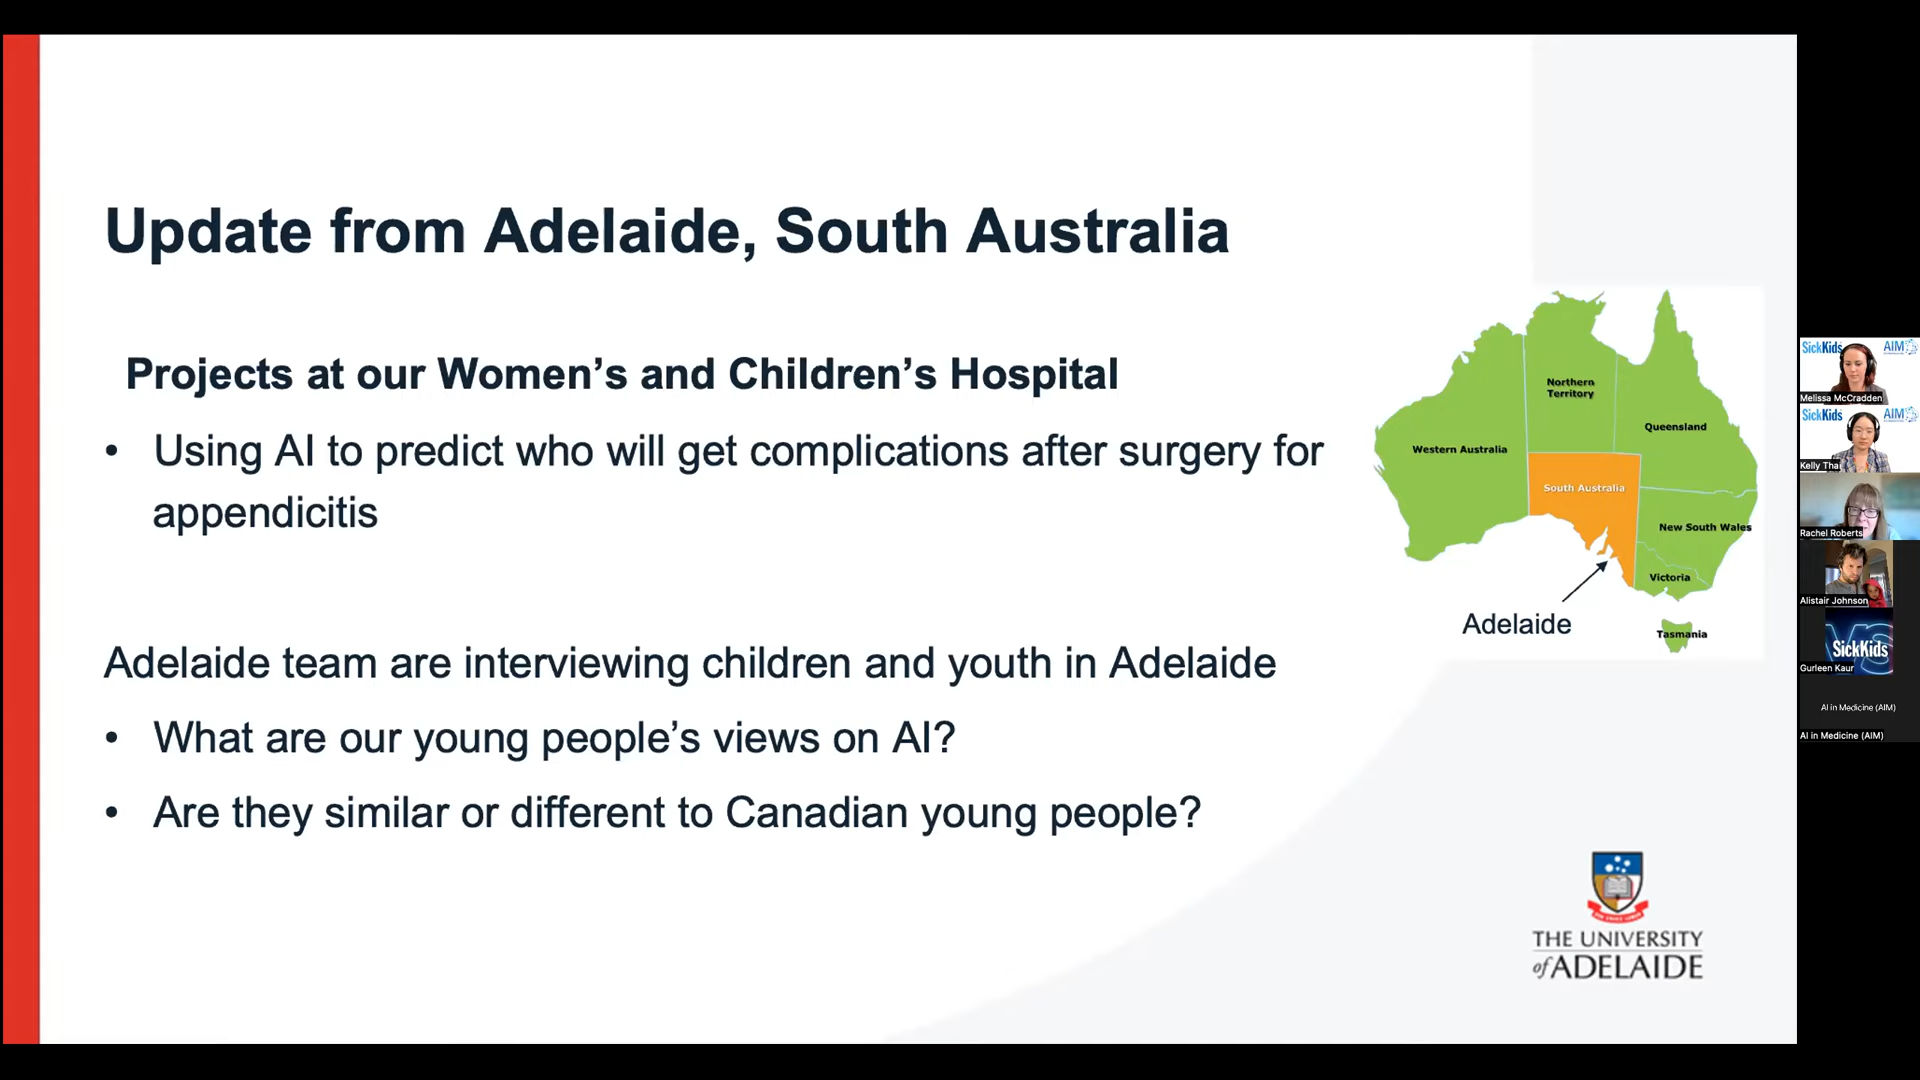 Update from Adelaide, South Australia
Projects at our Women's and Children's Hospital
• Using AI to predict who will get complications after surgery for
appendicitis
Adelaide team are interviewing children and youth in Adelaide
• What are our young people's views on AI?
• Are they similar or different to Canadian young people?
Northern
Territory
Queensland
Western Australia
South Australia
New South Wales
Victoria
Adelaide
Tasmania
THE UNIVERSITY
of ADELAIDE
SickKids AIM
Melissa McCradden
SickKids AIM
Kelly Tha
Rachel Roberts
Alistair Johnson
SickKids
Gurleen Kaur
AI in Medicine (AIM)
AI in Medicine (AIM)